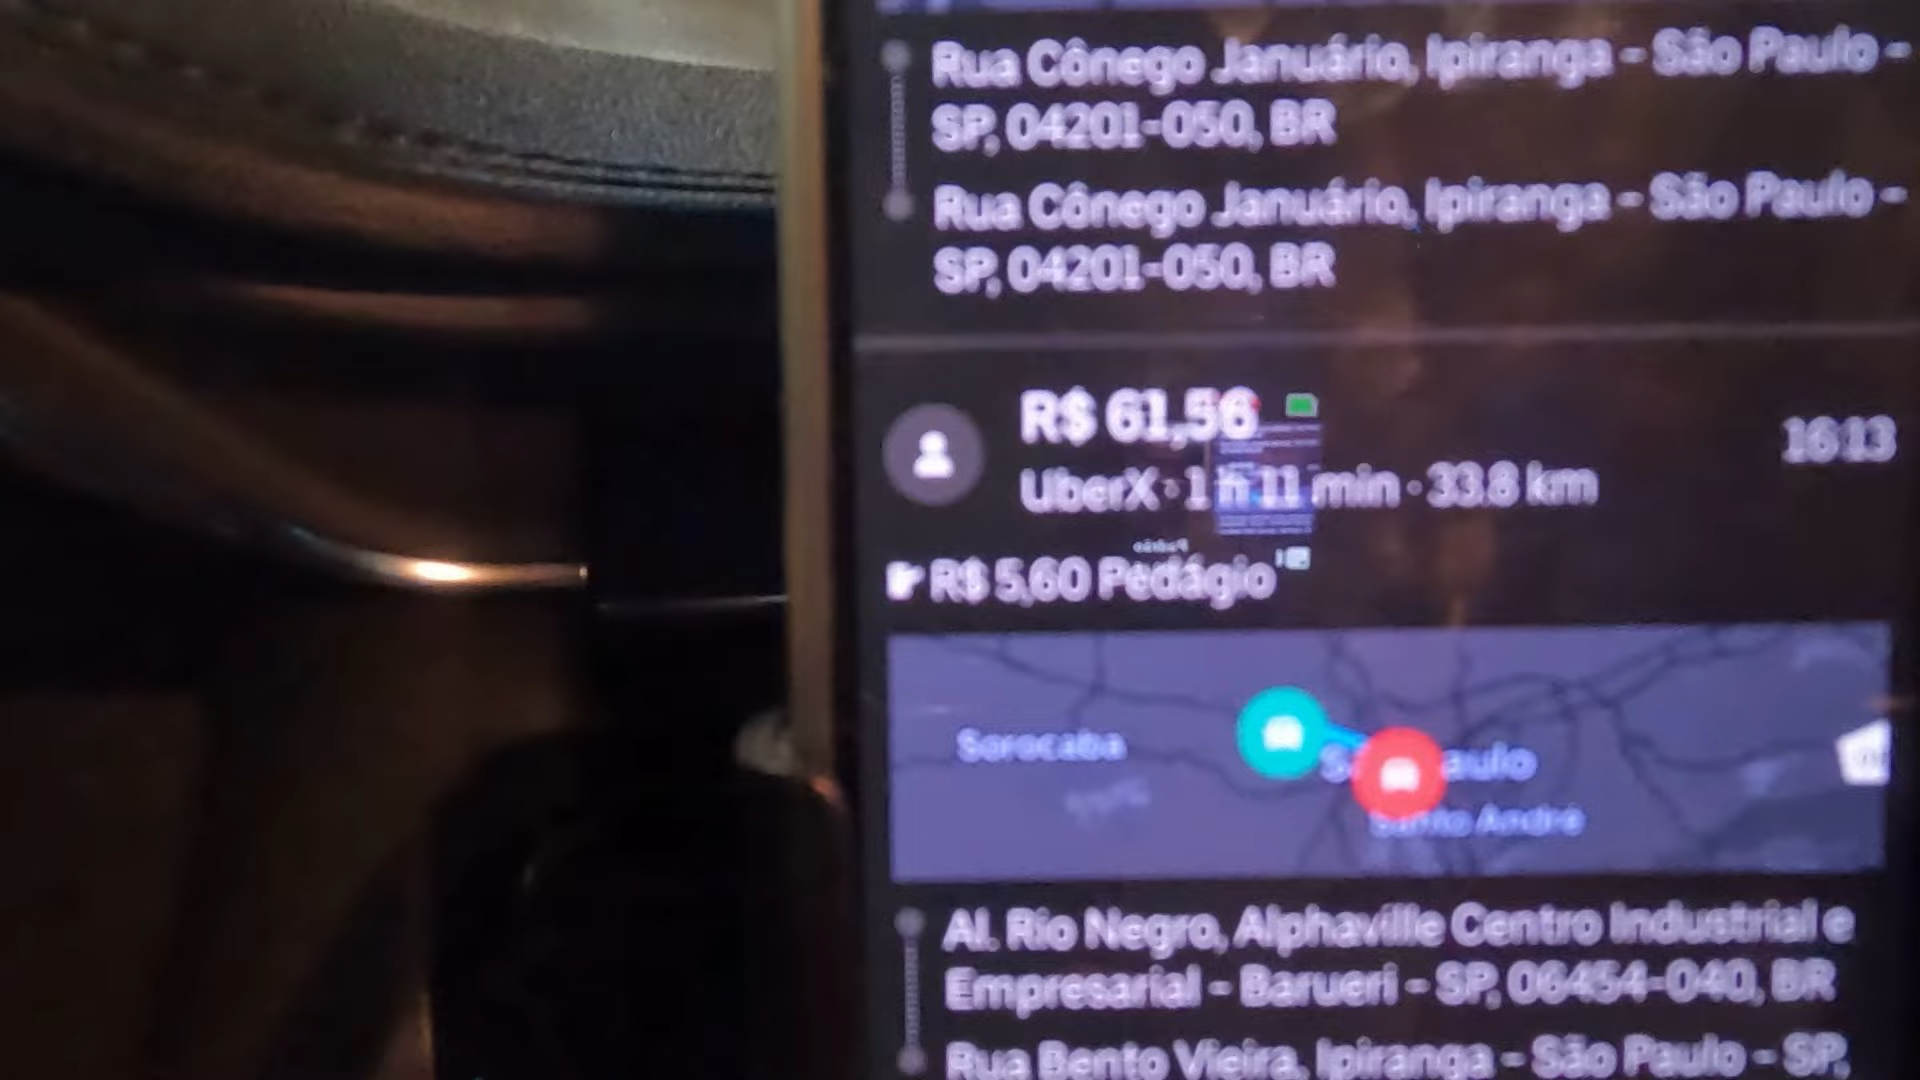 Rua Cônego Januário, Ipiranga - São Paulo -
SP, 04201-050, BR
Rua Cônego Januário, Ipiranga - São Paulo -
SP, 04201-050, BR
R$ 61,56
16:13
UberX · 1 h 11 min · 33.8 km
R$ 5,60 Pedágio
Sorocaba
São Paulo
Santo André
Al. Rio Negro, Alphaville Centro Industrial e
Empresarial - Barueri - SP, 06454-040, BR
Rua Bento Vieira, Ipiranga - São Paulo - SP,